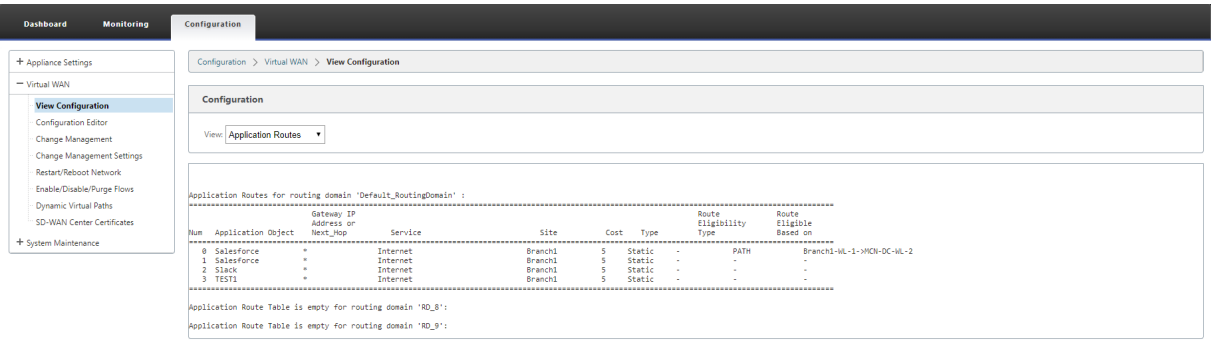 Dashboard Monitoring Configuration
+ Appliance Settings
− Virtual WAN
View Configuration
Configuration Editor
Change Management
Change Management Settings
Restart/Reboot Network
Enable/Disable/Purge Flows
Dynamic Virtual Paths
SD-WAN Center Certificates
+ System Maintenance
Configuration > Virtual WAN > View Configuration
Configuration
View: Application Routes
Application Routes for routing domain 'Default_RoutingDomain' :
Gateway IP Route Route
Address or Eligibility Eligible
Num Application Object Next_Hop Service Site Cost Type Type Based on
0 Salesforce * Internet Branch1 5 Static - PATH Branch1-WL-1->MCN-DC-WL-2
1 Salesforce * Internet Branch1 5 Static - - -
2 Slack * Internet Branch1 5 Static - - -
3 TEST1 * Internet Branch1 5 Static - - -
Application Route Table is empty for routing domain 'RD_8':
Application Route Table is empty for routing domain 'RD_9':